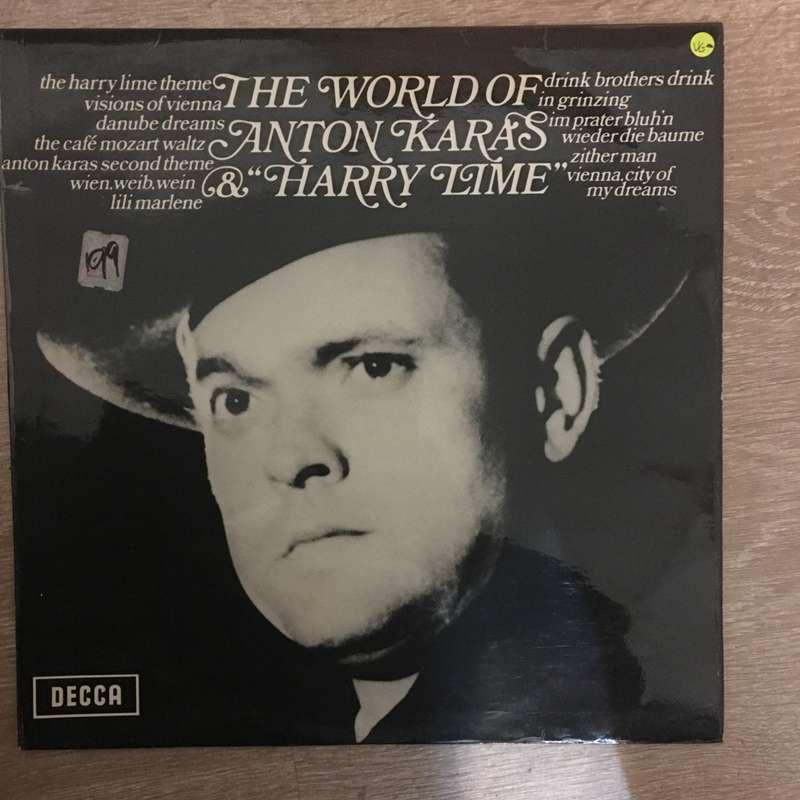 the harry lime theme
visions of vienna
danube dreams
the café mozart waltz
anton karas second theme
wien.weib.wein
lili marlene
THE WORLD OF
ANTON KARAS
& "HARRY LIME"
drink brothers drink
in grinzing
im prater bluh'n
wieder die baume
zither man
vienna,city of
my dreams
VG-
199
DECCA